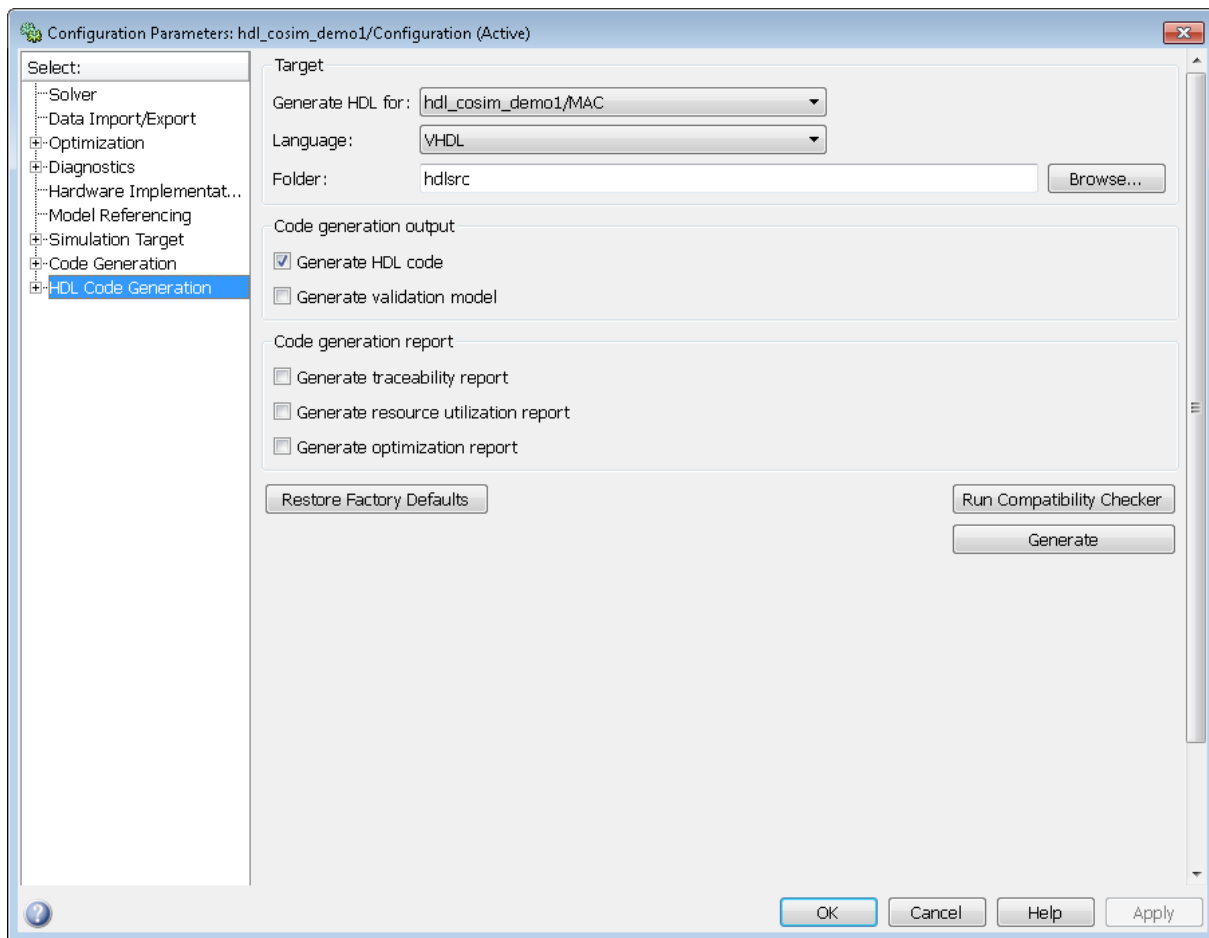 Configuration Parameters: hdl_cosim_demo1/Configuration (Active)
Select:
Solver
Data Import/Export
Optimization
Diagnostics
Hardware Implementat...
Model Referencing
Simulation Target
Code Generation
HDL Code Generation
Target
Generate HDL for: hdl_cosim_demo1/MAC
Language: VHDL
Folder: hdlsrc Browse...
Code generation output
Generate HDL code
Generate validation model
Code generation report
Generate traceability report
Generate resource utilization report
Generate optimization report
Restore Factory Defaults Run Compatibility Checker
Generate
OK Cancel Help Apply